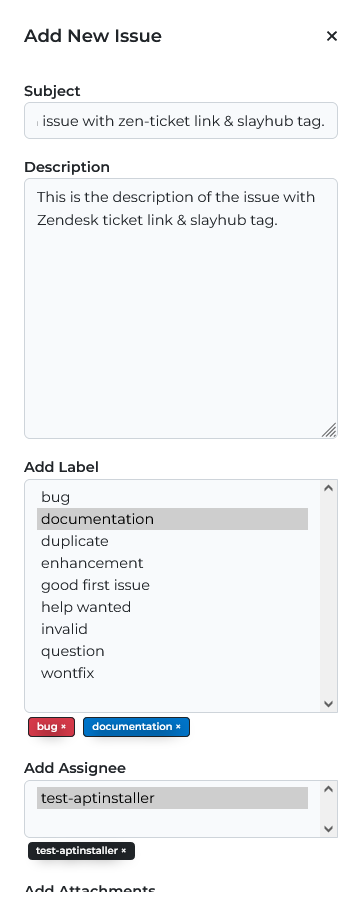 Add New Issue ×
Subject
issue with zen-ticket link & slayhub tag.
Description
This is the description of the issue with
Zendesk ticket link & slayhub tag.
Add Label
bug
documentation
duplicate
enhancement
good first issue
help wanted
invalid
question
wontfix
bug × documentation ×
Add Assignee
test-aptinstaller
test-aptinstaller ×
Add Attachments